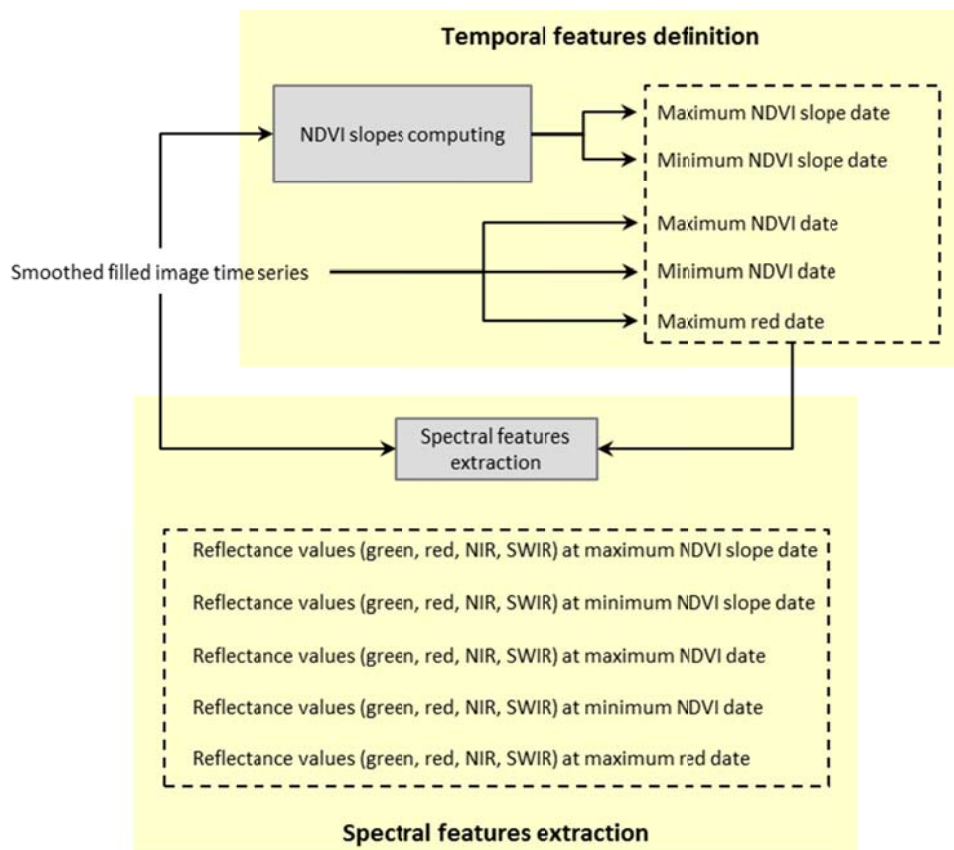 Temporal features definition
NDVI slopes computing
Maximum NDVI slope date
Minimum NDVI slope date
Maximum NDVI date
Smoothed filled image time series
Minimum NDVI date
Maximum red date
Spectral features
extraction
Reflectance values (green, red, NIR, SWIR) at maximum NDVI slope date
Reflectance values (green, red, NIR, SWIR) at minimum NDVI slope date
Reflectance values (green, red, NIR, SWIR) at maximum NDVI date
Reflectance values (green, red, NIR, SWIR) at minimum NDVI date
Reflectance values (green, red, NIR, SWIR) at maximum red date
Spectral features extraction